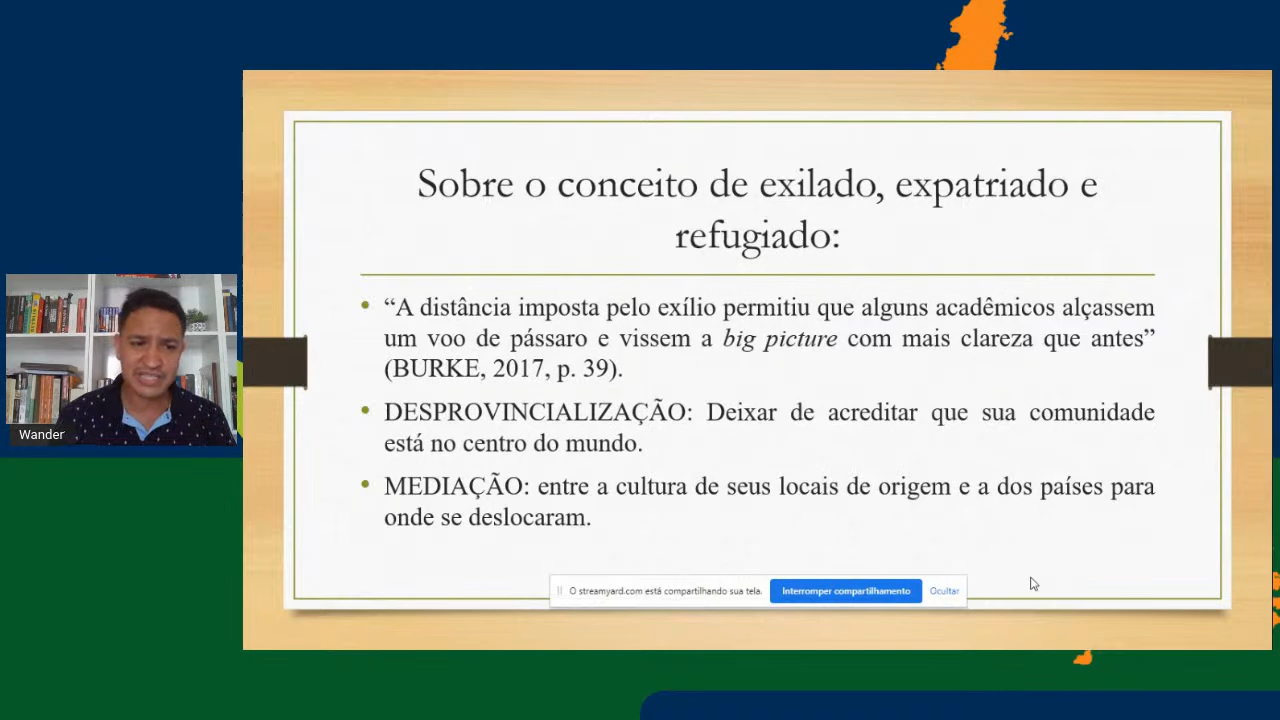 Sobre o conceito de exilado, expatriado e
refugiado:
• “A distância imposta pelo exílio permitiu que alguns acadêmicos alçassem
um voo de pássaro e vissem a big picture com mais clareza que antes”
(BURKE, 2017, p. 39).
• DESPROVINCIALIZAÇÃO: Deixar de acreditar que sua comunidade
está no centro do mundo.
• MEDIAÇÃO: entre a cultura de seus locais de origem e a dos países para
onde se deslocaram.
Wander
O streamyard.com está compartilhando sua tela.
Interromper compartilhamento
Ocultar